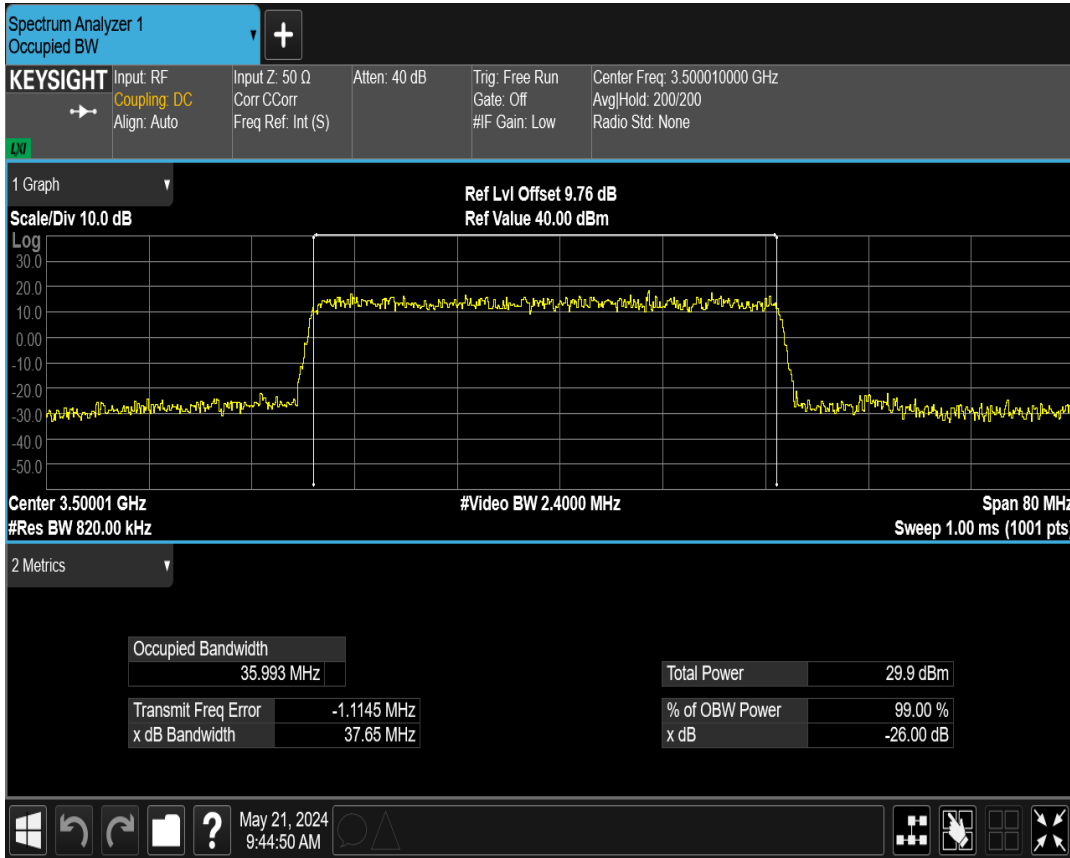 Spectrum Analyzer 1
Occupied BW
+
KEYSIGHT
LXI
Input: RF
Coupling: DC
Align: Auto
Input Z: 50 Ω
Corr CCorr
Freq Ref: Int (S)
Atten: 40 dB
Trig: Free Run
Gate: Off
#IF Gain: Low
Center Freq: 3.500010000 GHz
Avg|Hold: 200/200
Radio Std: None
1 Graph
Scale/Div 10.0 dB
Ref Lvl Offset 9.76 dB
Ref Value 40.00 dBm
Log
30.0
20.0
10.0
0.00
-10.0
-20.0
-30.0
-40.0
-50.0
Center 3.50001 GHz
#Video BW 2.4000 MHz
Span 80 MHz
#Res BW 820.00 kHz
Sweep 1.00 ms (1001 pts)
2 Metrics
Occupied Bandwidth
35.993 MHz
Transmit Freq Error -1.1145 MHz
x dB Bandwidth 37.65 MHz
Total Power 29.9 dBm
% of OBW Power 99.00 %
x dB -26.00 dB
?
May 21, 2024
9:44:50 AM